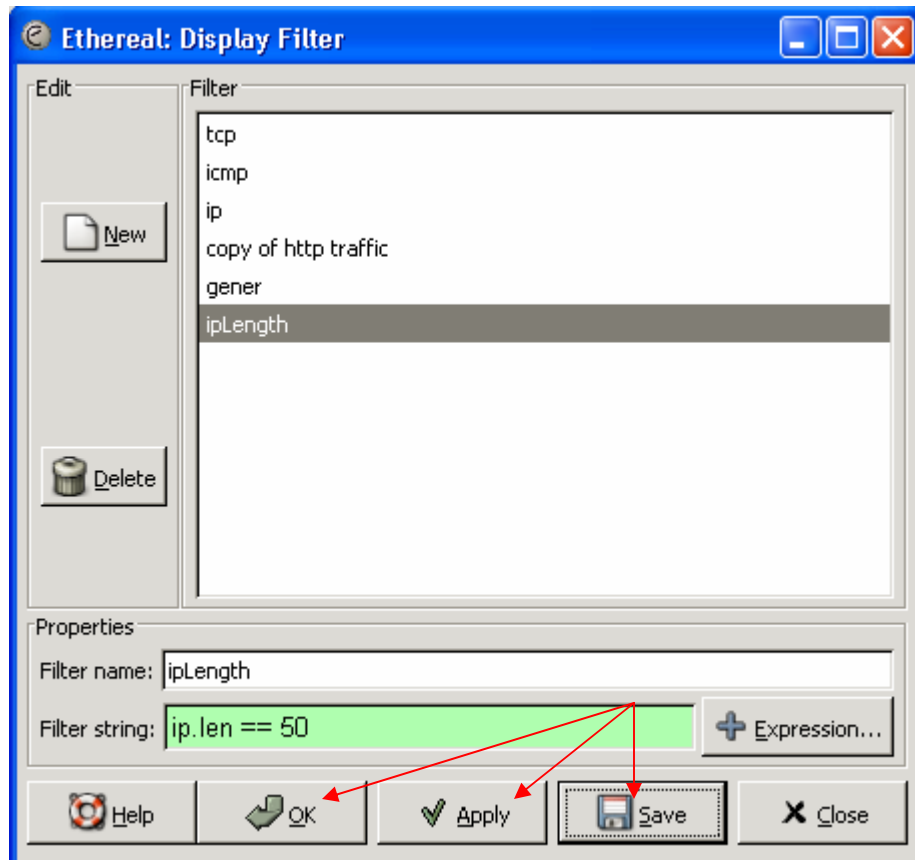 Ethereal: Display Filter
Edit
Filter
tcp
icmp
ip
copy of http traffic
gener
ipLength
New
Delete
Properties
Filter name: ipLength
Filter string: ip.len == 50
Expression...
Help
OK
Apply
Save
Close